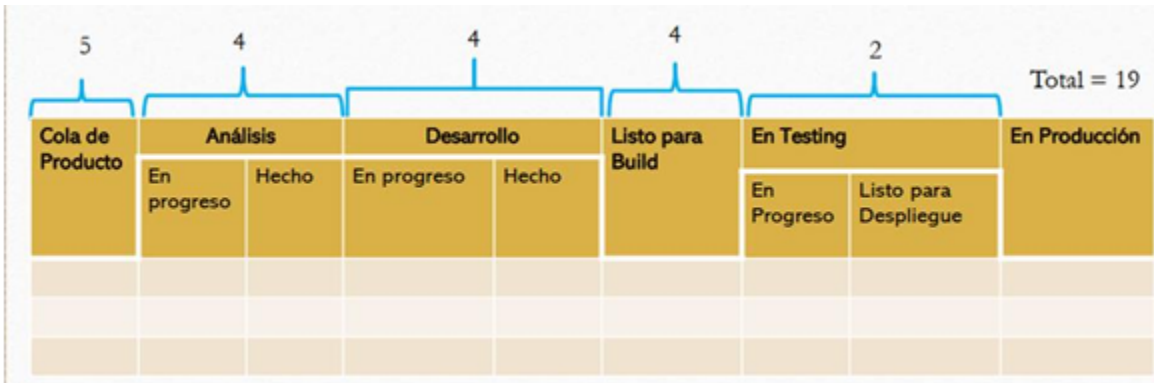 5
4
4
4
2
Total = 19
Cola de
Producto
Análisis
Desarrollo
Listo para
Build
En Testing
En Producción
En
progreso
Hecho
En progreso
Hecho
En
Progreso
Listo para
Despliegue